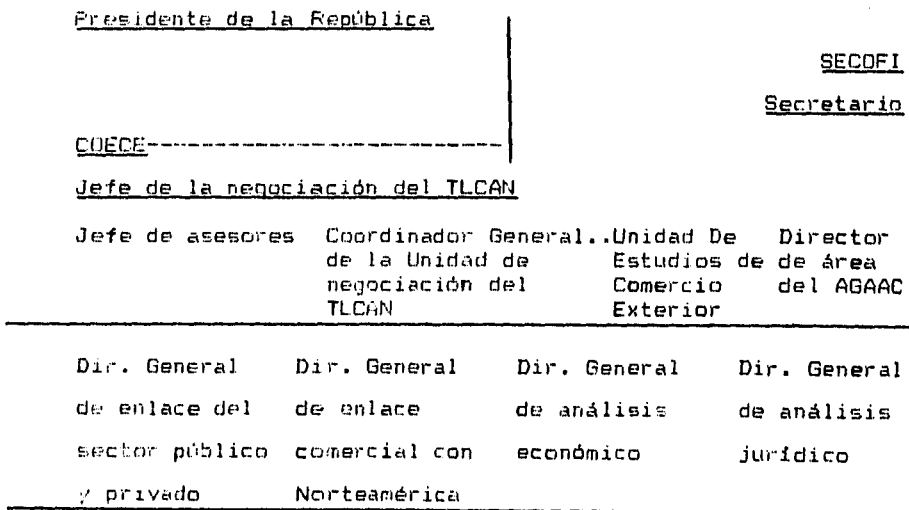 Presidente de la República
SECOFI
Secretario
COECE----------------------------
Jefe de la negociación del TLCAN
Jefe de asesores Coordinador General..Unidad De Director
de la Unidad de Estudios de de área
negociación del Comercio del AGAAC
TLCAN Exterior
Dir. General Dir. General Dir. General Dir. General
de enlace del de enlace de análisis de análisis
sector público comercial con económico jurídico
y privado Norteamérica